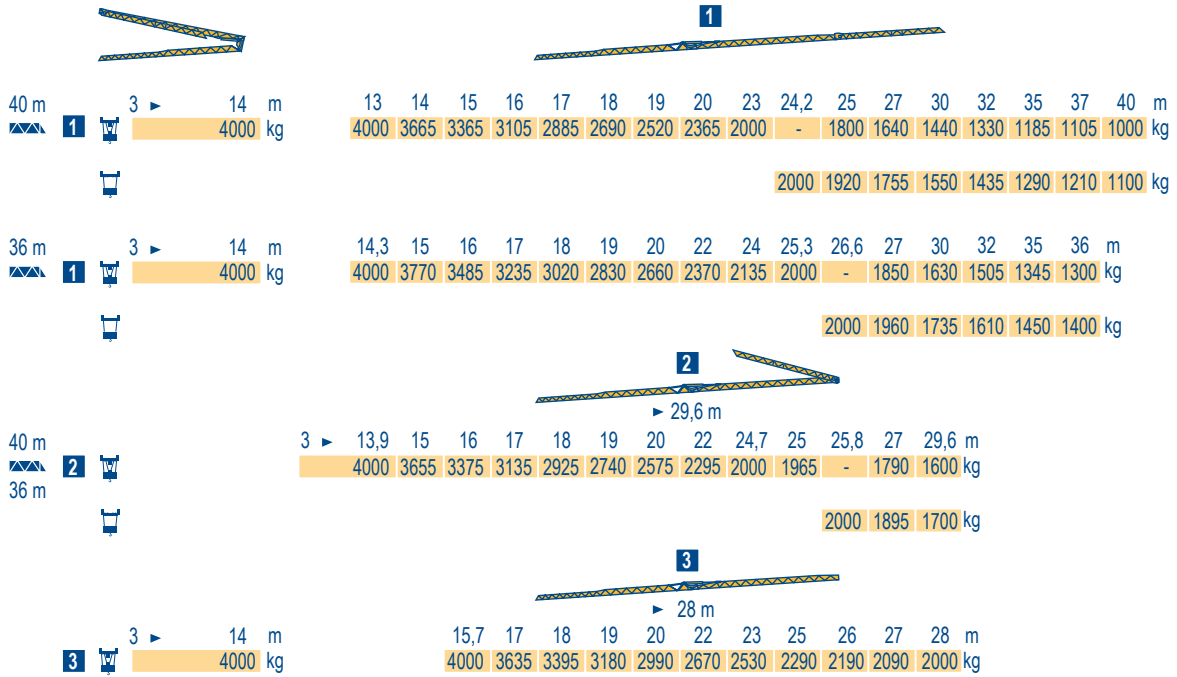 1
40 m 3 ► 14 m 13 14 15 16 17 18 19 20 23 24,2 25 27 30 32 35 37 40 m
1 4000 kg 4000 3665 3365 3105 2885 2690 2520 2365 2000 - 1800 1640 1440 1330 1185 1105 1000 kg
2000 1920 1755 1550 1435 1290 1210 1100 kg
36 m 3 ► 14 m 14,3 15 16 17 18 19 20 22 24 25,3 26,6 27 30 32 35 36 m
1 4000 kg 4000 3770 3485 3235 3020 2830 2660 2370 2135 2000 - 1850 1630 1505 1345 1300 kg
2000 1960 1735 1610 1450 1400 kg
2
► 29,6 m
40 m 3 ► 13,9 15 16 17 18 19 20 22 24,7 25 25,8 27 29,6 m
2 4000 3655 3375 3135 2925 2740 2575 2295 2000 1965 - 1790 1600 kg
36 m
2000 1895 1700 kg
3
► 28 m
3 ► 14 m 15,7 17 18 19 20 22 23 25 26 27 28 m
3 4000 kg 4000 3635 3395 3180 2990 2670 2530 2290 2190 2090 2000 kg